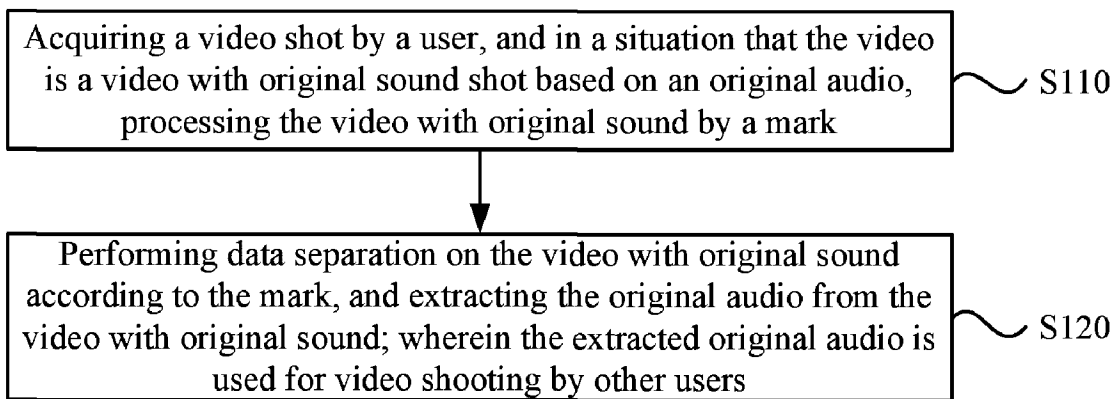 Acquiring a video shot by a user, and in a situation that the video
is a video with original sound shot based on an original audio,
processing the video with original sound by a mark
S110
Performing data separation on the video with original sound
according to the mark, and extracting the original audio from the
video with original sound; wherein the extracted original audio is
used for video shooting by other users
S120